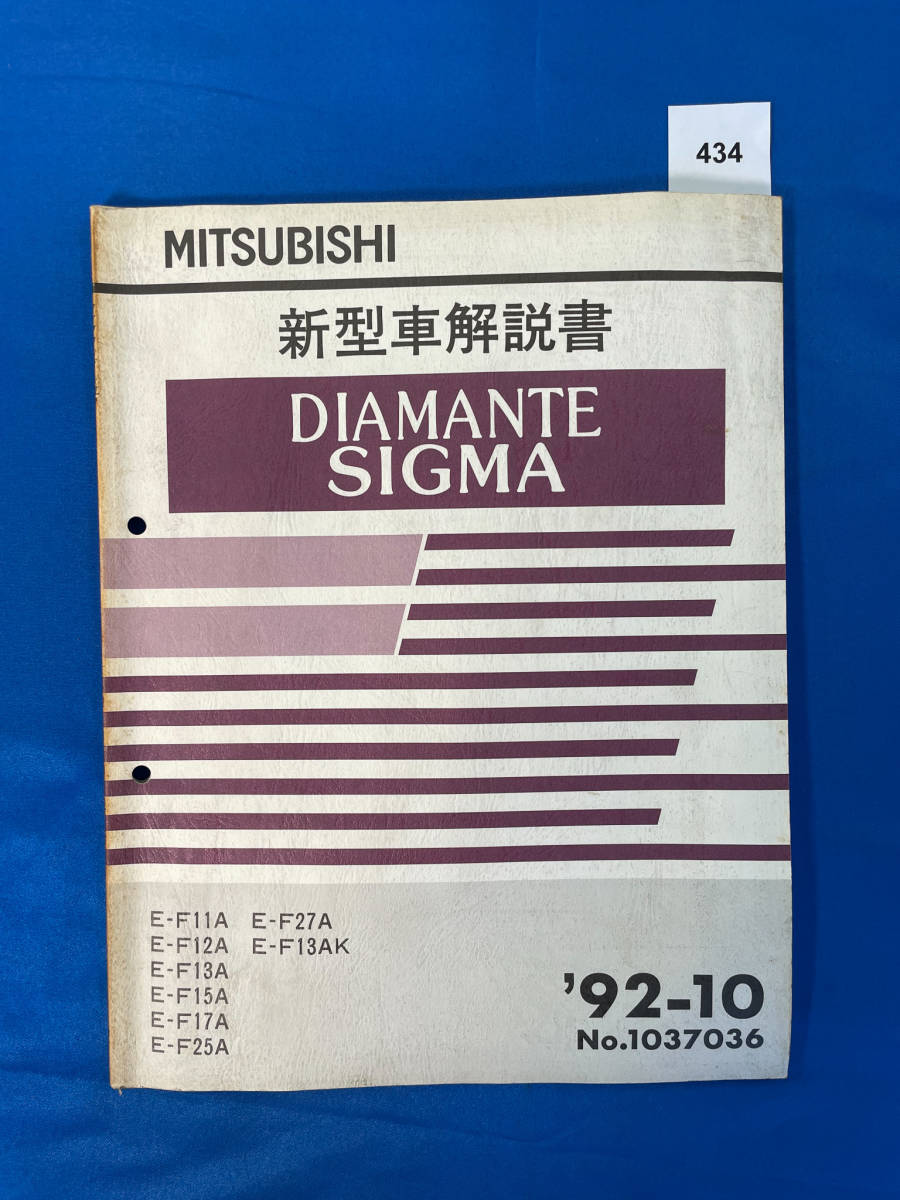 434
MITSUBISHI
新型車解説書
DIAMANTE
SIGMA
E-F11A E-F27A
E-F12A E-F13AK
E-F13A
E-F15A
E-F17A
E-F25A
'92-10
No.1037036